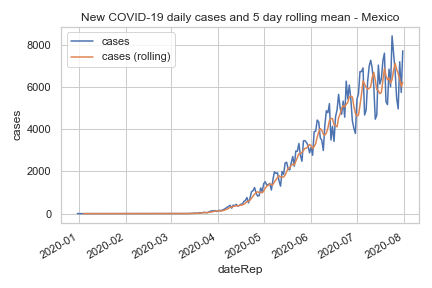 New COVID-19 daily cases and 5 day rolling mean - Mexico
cases
cases (rolling)
8000
6000
4000
2000
0
cases
2020-01
2020-02
2020-03
2020-04
2020-05
2020-06
2020-07
2020-08
dateRep